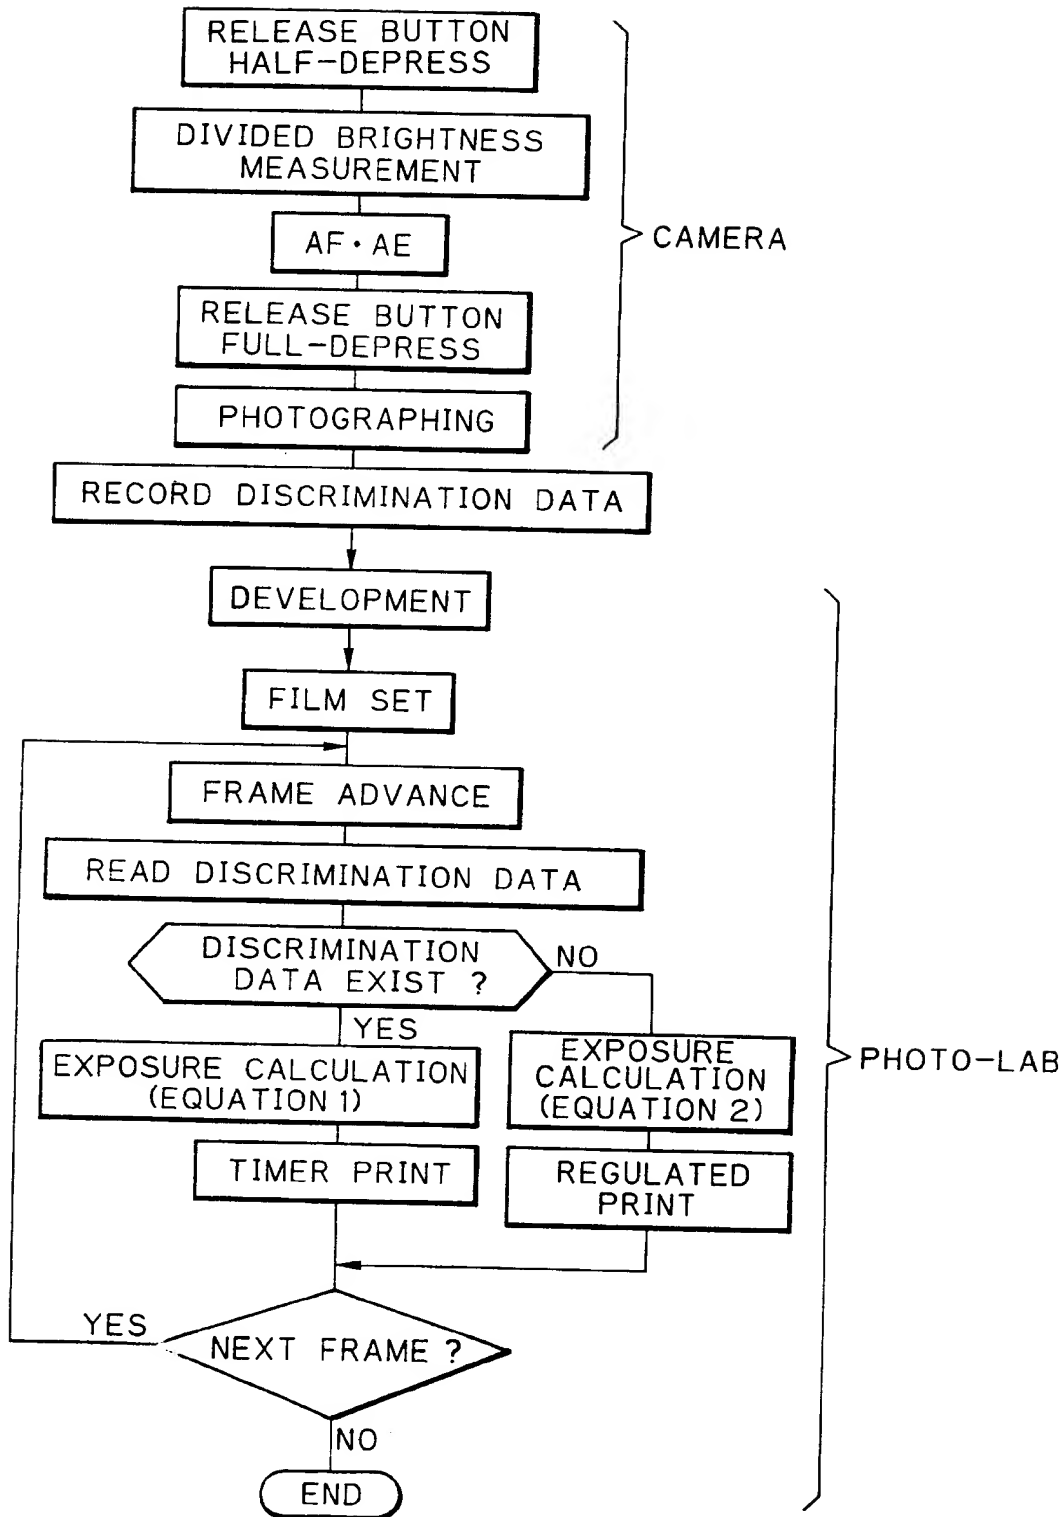 RELEASE BUTTON
HALF-DEPRESS
DIVIDED BRIGHTNESS
MEASUREMENT
AF・AE
CAMERA
RELEASE BUTTON
FULL-DEPRESS
PHOTOGRAPHING
RECORD DISCRIMINATION DATA
DEVELOPMENT
FILM SET
FRAME ADVANCE
READ DISCRIMINATION DATA
DISCRIMINATION
DATA EXIST ?
NO
YES
EXPOSURE CALCULATION
(EQUATION 1)
EXPOSURE
CALCULATION
(EQUATION 2)
PHOTO-LAB
TIMER PRINT
REGULATED
PRINT
YES
NEXT FRAME ?
NO
END